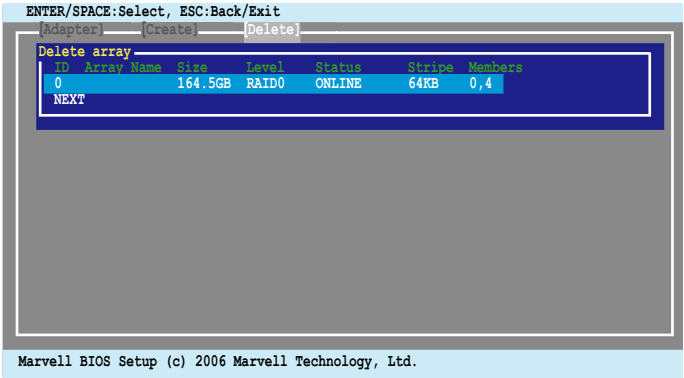 ENTER/SPACE:Select, ESC:Back/Exit
[Adapter] [Create] [Delete]
Delete array
ID Array Name Size Level Status Stripe Members
0 164.5GB RAID0 ONLINE 64KB 0,4
NEXT
Marvell BIOS Setup (c) 2006 Marvell Technology, Ltd.